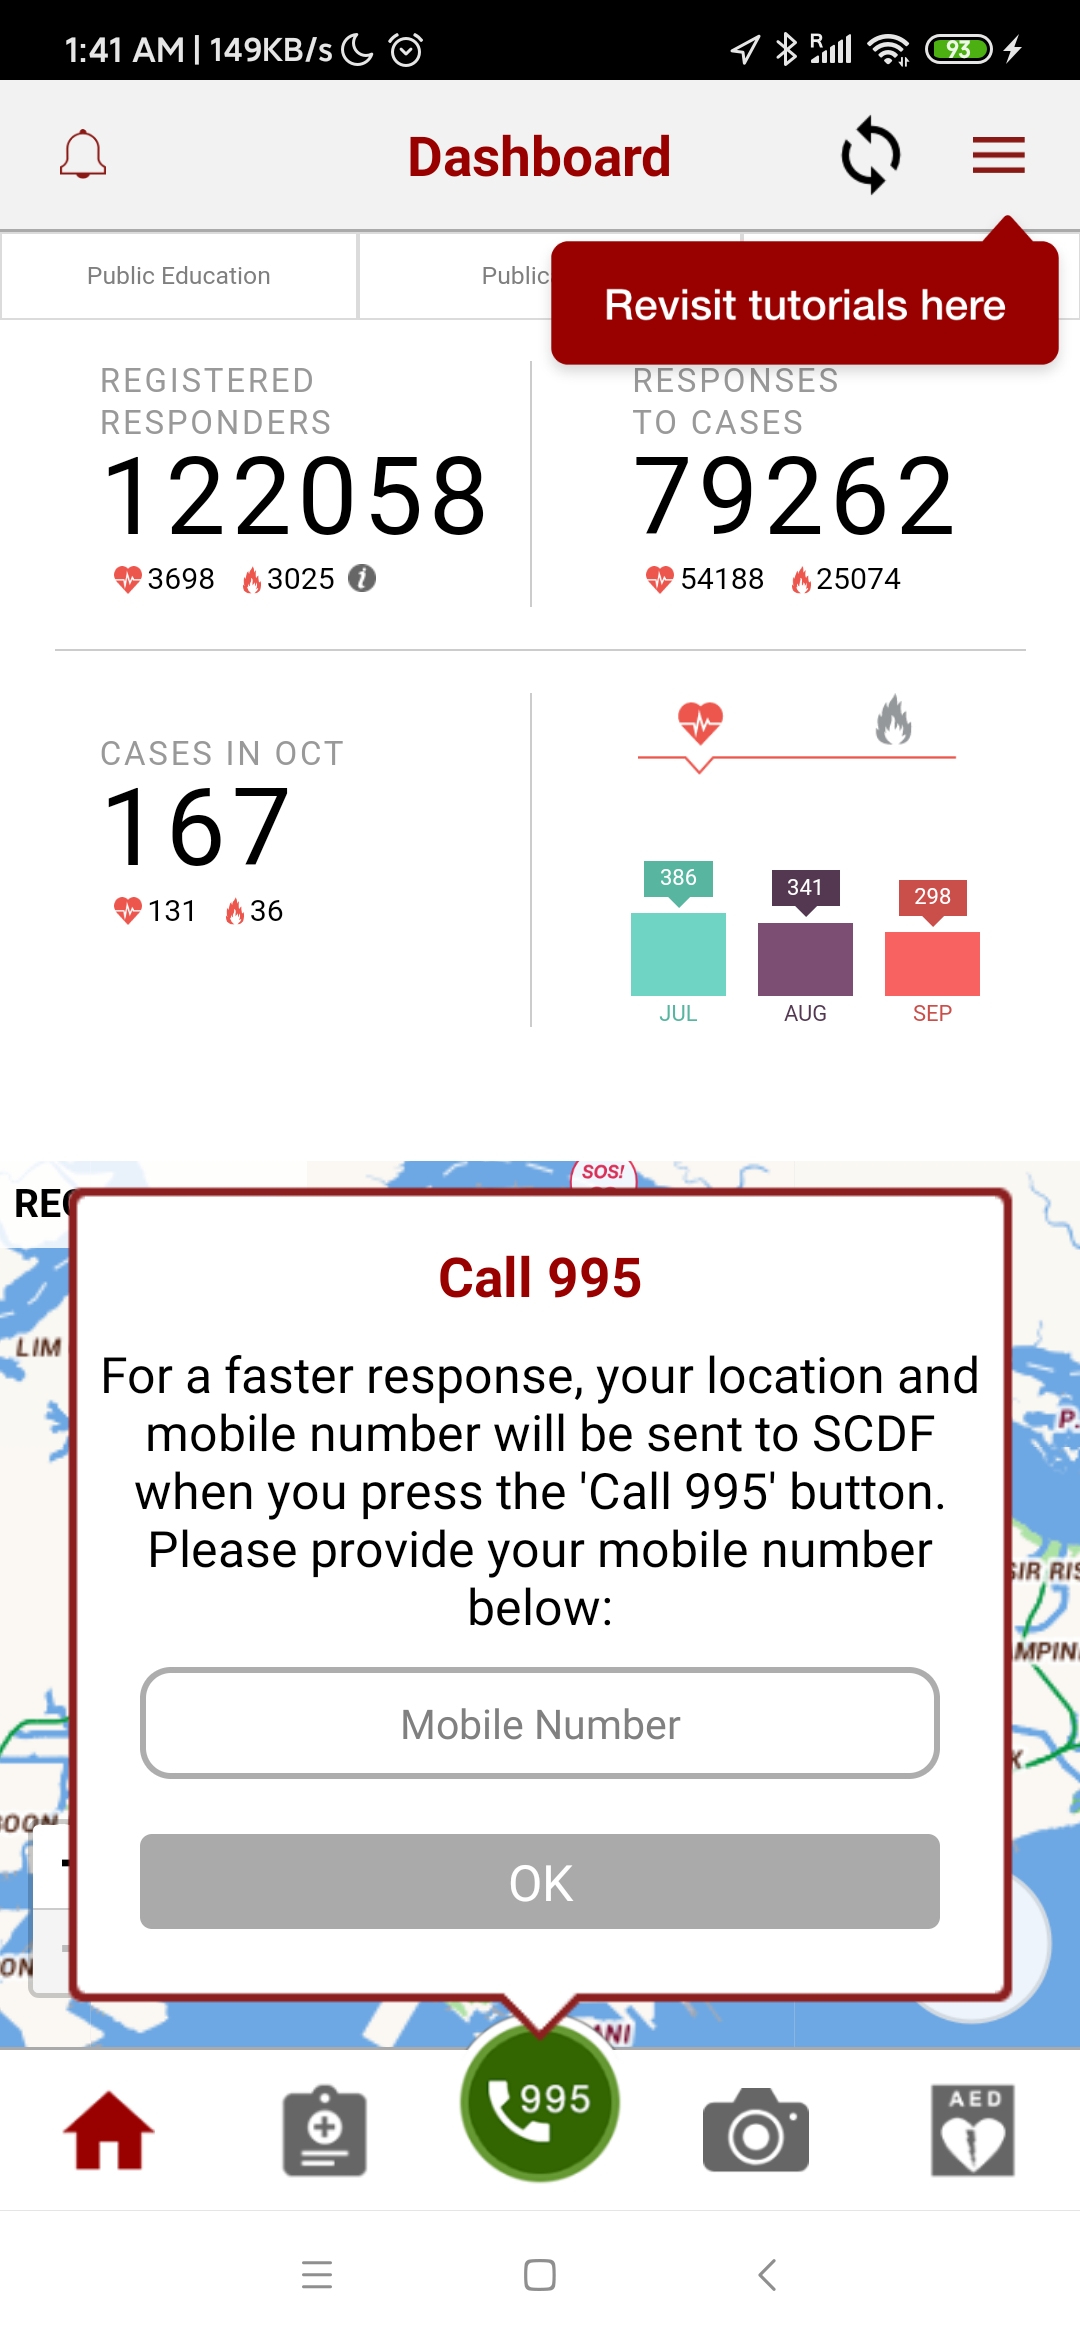 1:41 AM | 149KB/s
R
93
Dashboard
Public Education
Public
Revisit tutorials here
REGISTERED
RESPONDERS
122058
3698 3025
RESPONSES
TO CASES
79262
54188 25074
CASES IN OCT
167
131 36
386
341
298
JUL
AUG
SEP
SOS!
LIM
Call 995
For a faster response, your location and
mobile number will be sent to SCDF
when you press the 'Call 995' button.
Please provide your mobile number
below:
Mobile Number
OK
995
AED